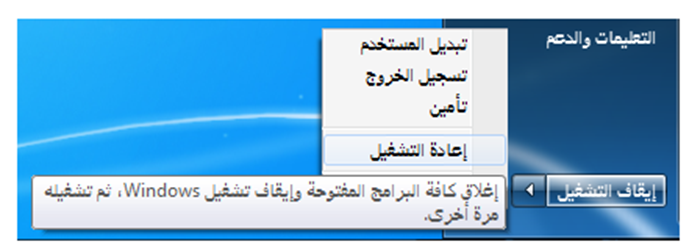 التعليمات والدعم
تبديل المستخدم
تسجيل الخروج
تأمين
إعادة التشغيل
إيقاف التشغيل
إغلاق كافة البرامج المفتوحة وإيقاف تشغيل Windows، ثم تشغيله
مرة أخرى.